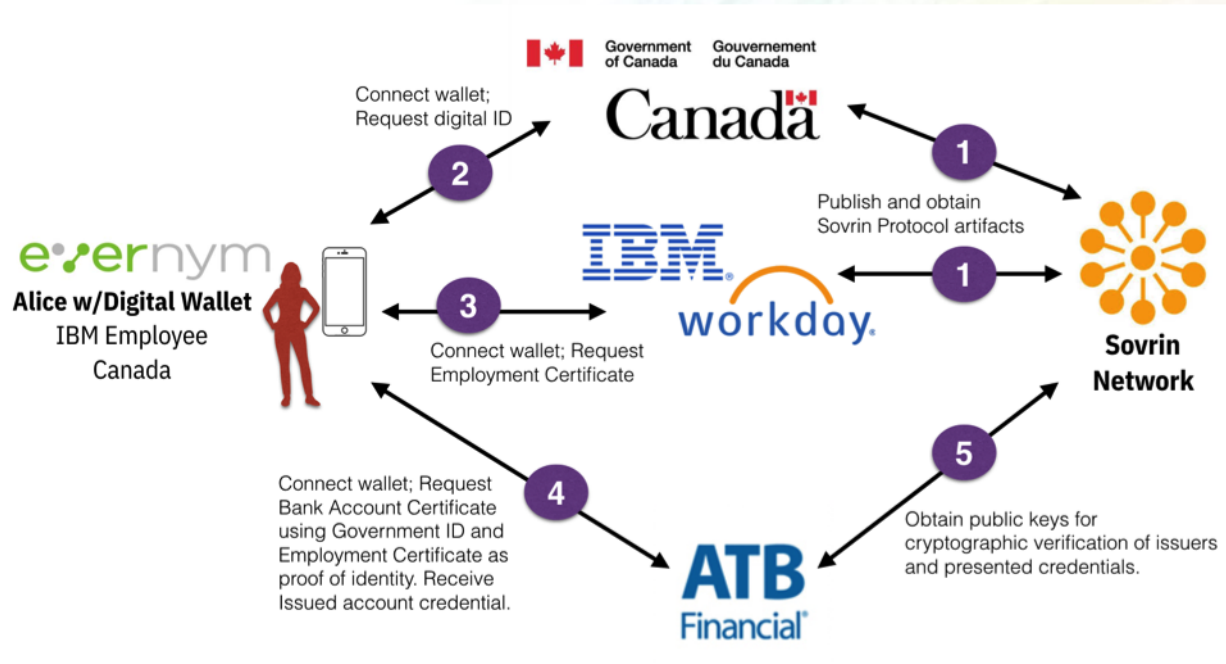 Government Gouvernement
of Canada du Canada
Canada
Connect wallet;
Request digital ID
2
1
Publish and obtain
Sovrin Protocol artifacts
evernym
Alice w/Digital Wallet
IBM Employee
Canada
3
Connect wallet; Request
Employment Certificate
IBM®
workday.
1
Sovrin
Network
4
Connect wallet; Request
Bank Account Certificate
using Government ID and
Employment Certificate as
proof of identity. Receive
Issued account credential.
5
Obtain public keys for
cryptographic verification of issuers
and presented credentials.
ATB
Financial®